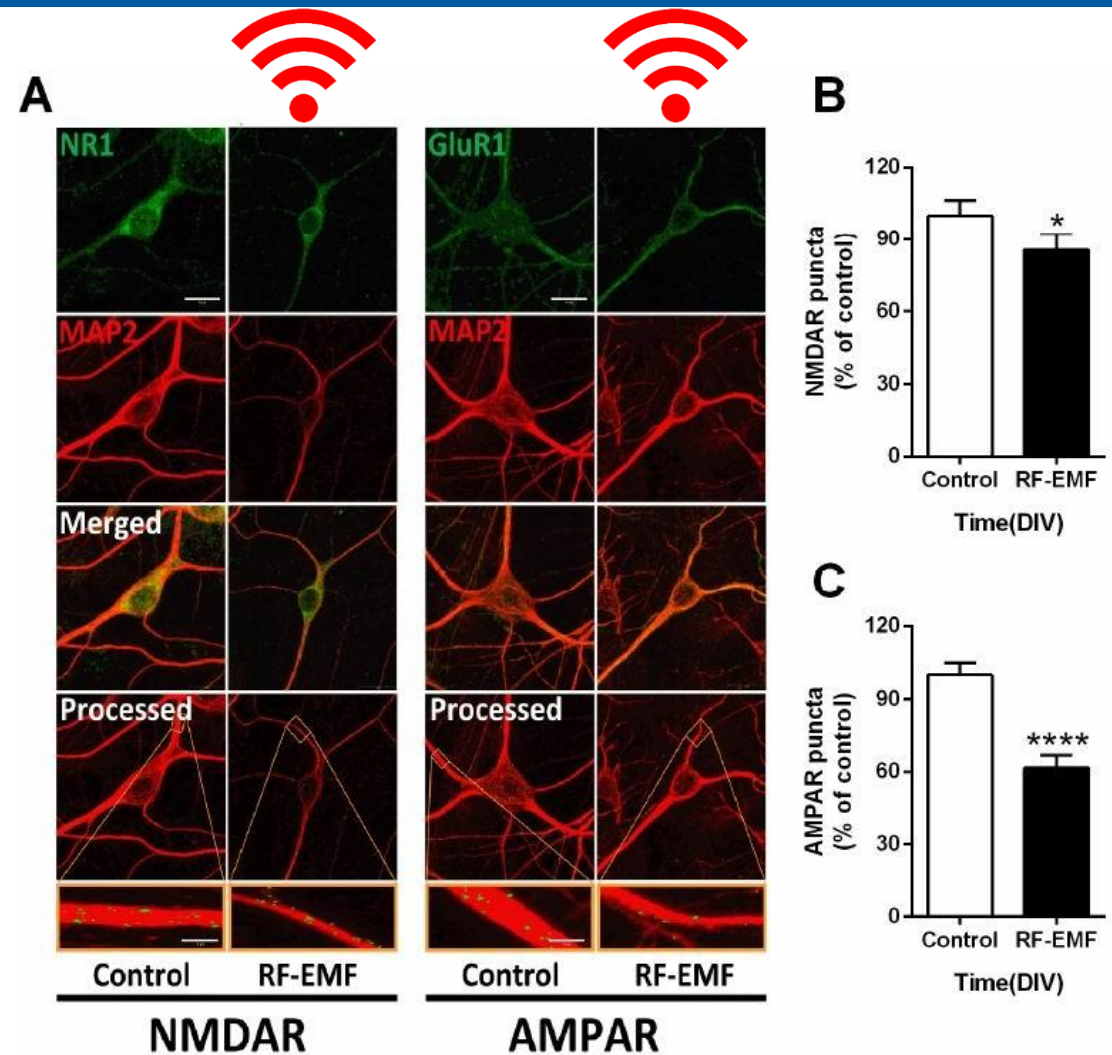 A
NR1
GluR1
MAP2
MAP2
Merged
Processed
Processed
Control
RF-EMF
Control
RF-EMF
NMDAR
AMPAR
B
NMDAR puncta
(% of control)
120
90
60
30
0
*
Control
RF-EMF
Time(DIV)
C
AMPAR puncta
(% of control)
120
90
60
30
0
****
Control
RF-EMF
Time(DIV)